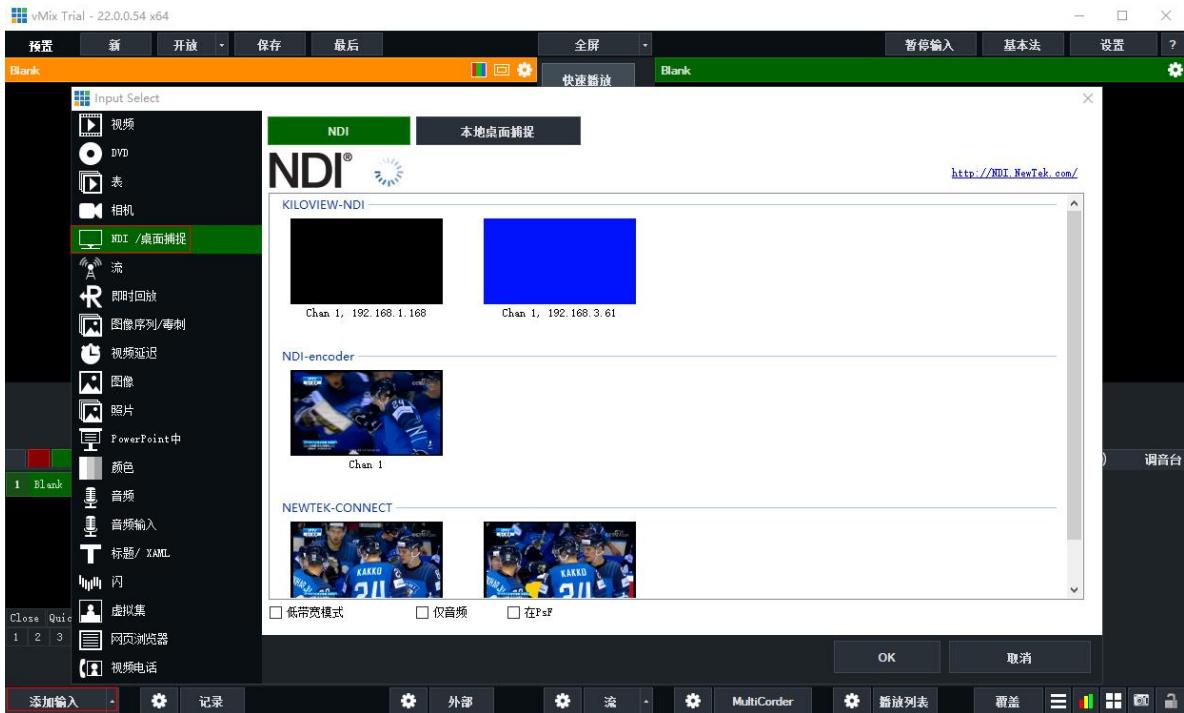 vMix Trial - 22.0.0.54 x64
预置 新 开放 保存 最后 全屏 暂停输入 基本法 设置 ?
Blank
快速播放
Blank
Input Select
视频
DVD
表
相机
NDI /桌面捕捉
流
即时回放
图像序列/毒刺
视频延迟
图像
照片
PowerPoint中
颜色
音频
音频输入
标题/ XAML
闪
虚拟集
网页浏览器
视频电话
NDI 本地桌面捕捉
NDI®
http://NDI.NewTek.com/
KILOVIEW-NDI
Chan 1, 192.168.1.168 Chan 1, 192.168.3.61
NDI-encoder
Chan 1
NEWTEK-CONNECT
KAKKO
24
KAKKO
24
低带宽模式 仅音频 在PsF
OK 取消
调音台
1 Blank
Close Quic
1 2 3
添加输入 记录 外部 流 MultiCorder 播放列表 覆盖